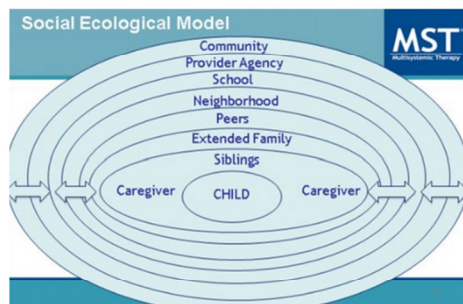 Social Ecological Model
MST
Multisystemic Therapy
Community
Provider Agency
School
Neighborhood
Peers
Extended Family
Siblings
Caregiver CHILD Caregiver